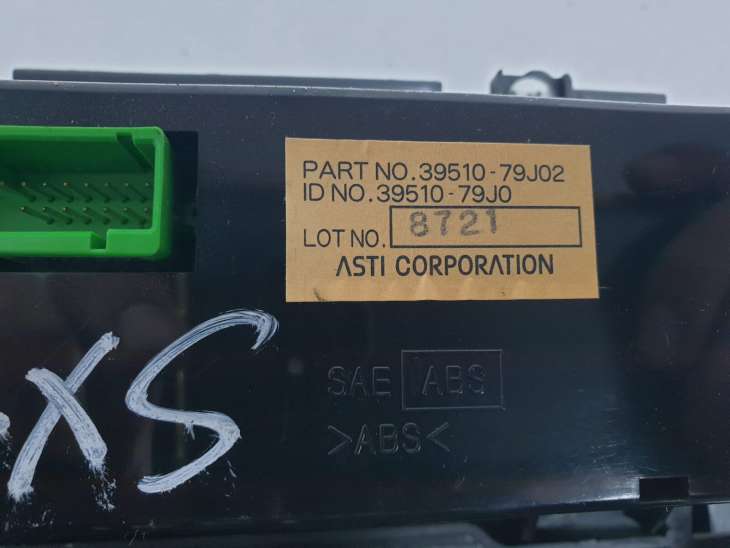 PART NO. 39510-79J02
ID NO. 39510-79J0
LOT NO. 8721
ASTI CORPORATION
SAE ABS
>ABS<
XS